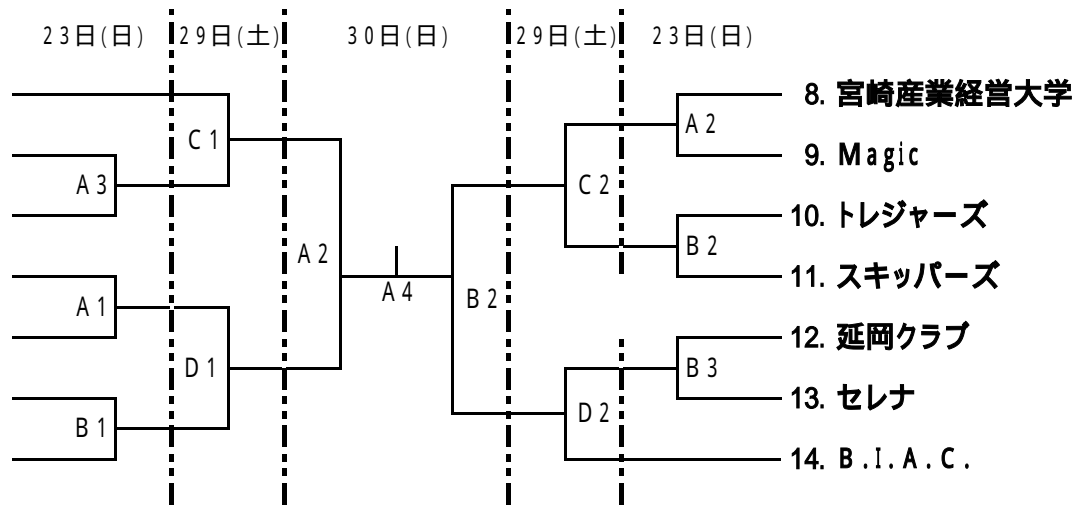 23日(日) 29日(土) 30日(日) 29日(土) 23日(日)
8. 宮崎産業経営大学
A2
C1
9. Magic
A3
C2
10. トレジャーズ
A2
B2
11. スキッパーズ
A4
B2
A1
12. 延岡クラブ
D1
B3
13. セレナ
D2
B1
14. B.I.A.C.